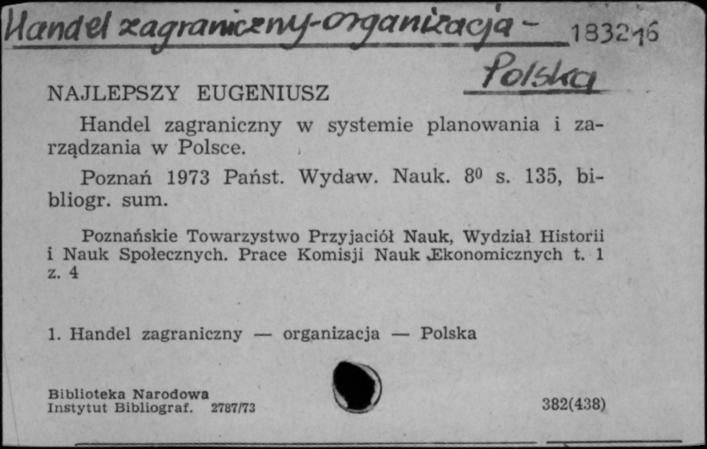 Handel zagraniczny-organizacja-
183216
Polska
NAJLEPSZY EUGENIUSZ
Handel zagraniczny w systemie planowania i za-
rządzania w Polsce.
Poznań 1973 Państ. Wydaw. Nauk. 8⁰ s. 135, bi-
bliogr. sum.
Poznańskie Towarzystwo Przyjaciół Nauk, Wydział Historii
i Nauk Społecznych. Prace Komisji Nauk Ekonomicznych t. 1
z. 4
1. Handel zagraniczny — organizacja — Polska
Biblioteka Narodowa
Instytut Bibliograf. 2787/73
382(438)